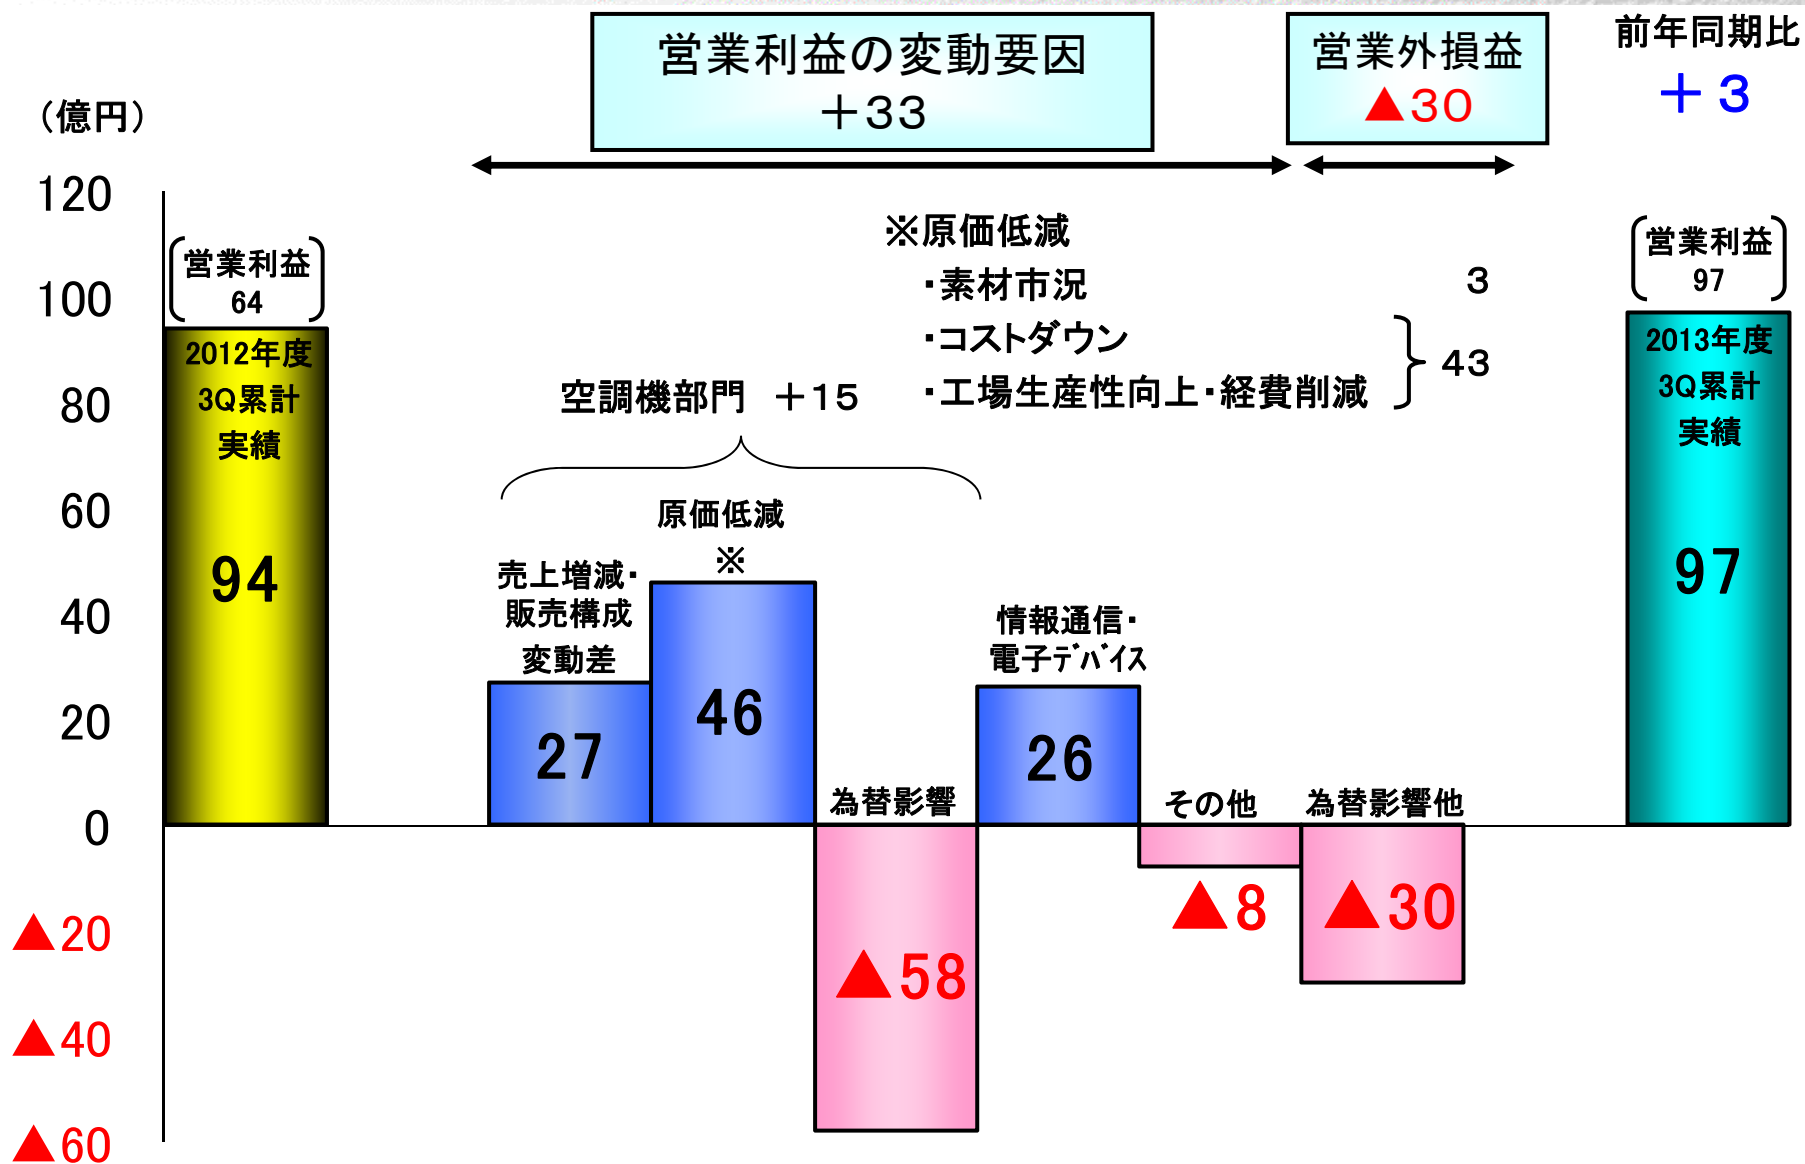 営業利益の変動要因
＋33
営業外損益
▲30
前年同期比
＋３
（億円）
120
100
80
60
40
20
0
▲20
▲40
▲60
営業利益
64
2012年度
3Q累計
実績
94
※原価低減
・素材市況 3
・コストダウン
・工場生産性向上・経費削減
43
空調機部門 ＋15
売上増減・
販売構成
変動差
27
原価低減
※
46
為替影響
▲58
情報通信・
電子ﾃﾞﾊﾞｲｽ
26
その他
▲8
為替影響他
▲30
営業利益
97
2013年度
3Q累計
実績
97